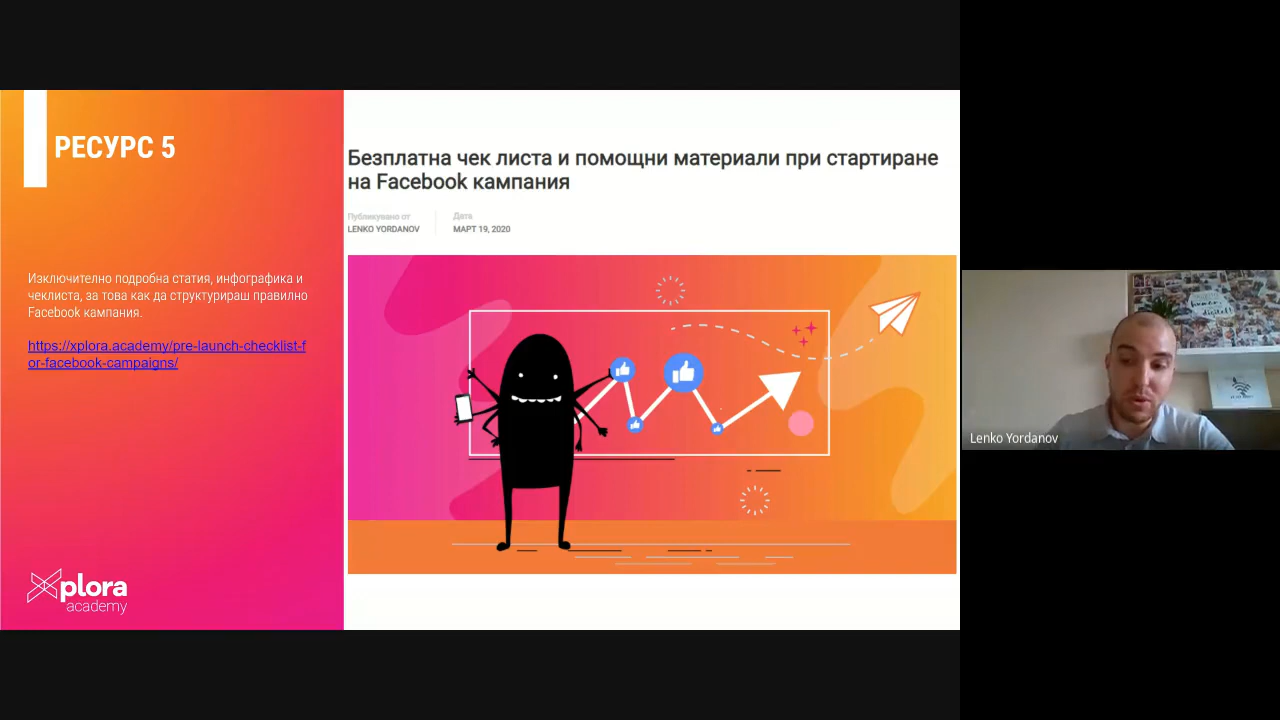 РЕСУРС 5
Изключително подробна статия, инфографика и
чеклиста, за това как да структурираш правилно
Facebook кампания.
https://xplora.academy/pre-launch-checklist-f
or-facebook-campaigns/
Xplora
academy
Безплатна чек листа и помощни материали при стартиране
на Facebook кампания
Публикувано от
LENKO YORDANOV
Дата
МАРТ 19, 2020
Lenko Yordanov